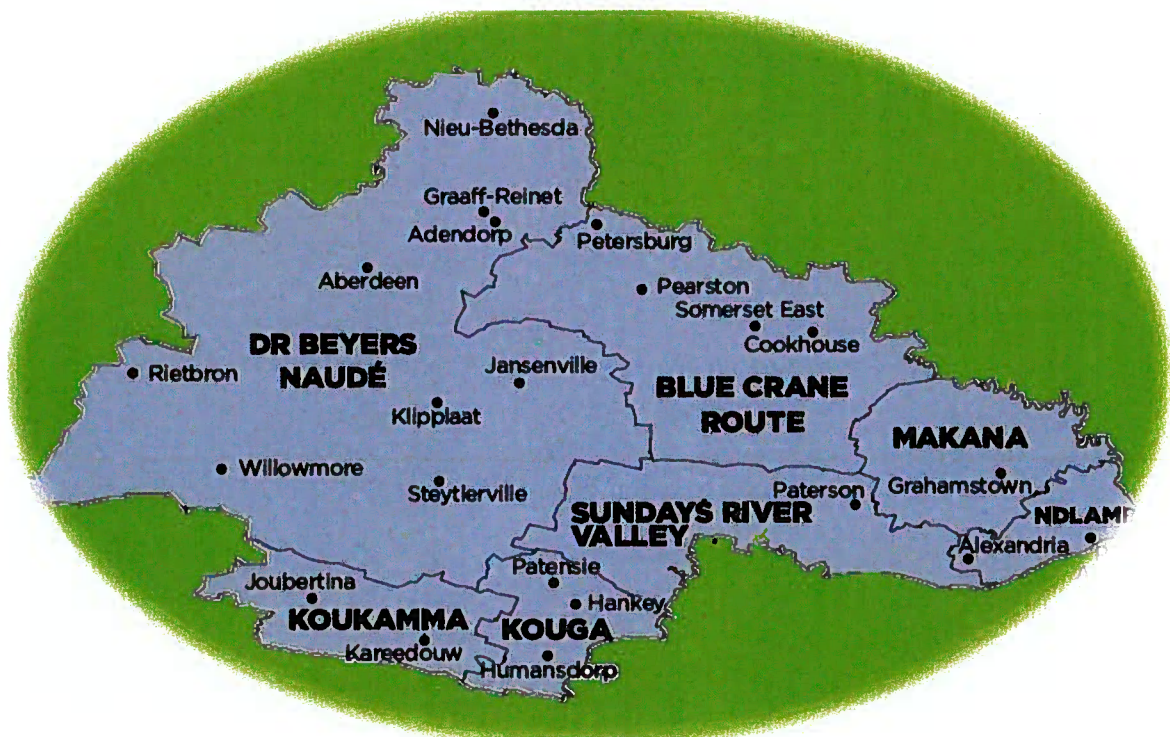 Nieu-Bethesda
Graaff-Reinet
Adendorp
Petersburg
Aberdeen
Pearston
Somerset East
Cookhouse
DR BEYERS
NAUDÉ
Rietbron
Jansenville
BLUE CRANE
ROUTE
Klipplaat
MAKANA
Willowmore
Steytlerville
Paterson
Grahamstown
SUNDAYS RIVER
VALLEY
NDLAM
Alexandria
Patensie
Joubertina
Hankey
KOUKAMMA
KOUGA
Kareedouw
Humansdorp